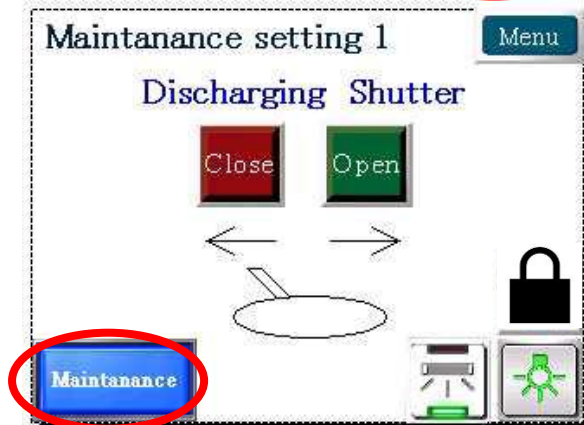 Maintanance setting 1
Menu
Discharging Shutter
Close
Open
Maintanance